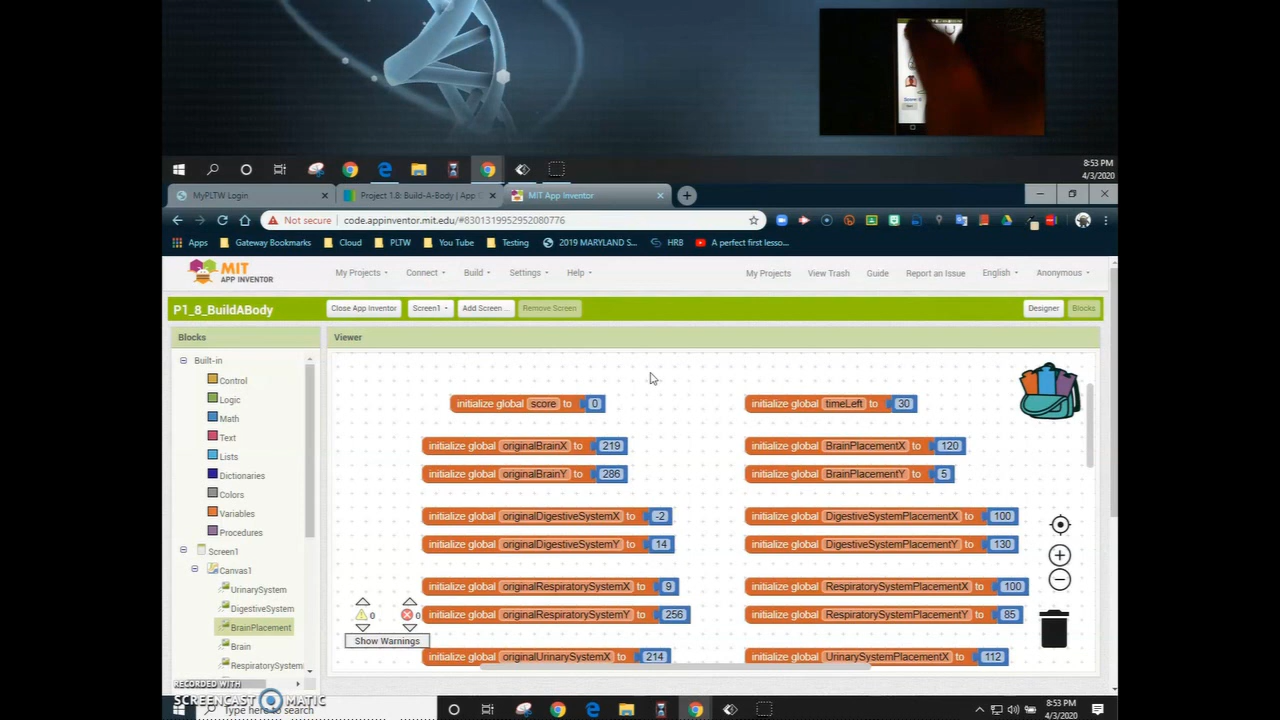 8:53 PM
4/3/2020
MyPLTW Login
Project 1.8: Build-A-Body | App
MIT App Inventor
Not secure
code.appinventor.mit.edu/#8301319952952080776
Apps Gateway Bookmarks Cloud PLTW You Tube Testing 2019 MARYLAND S... HR8 A perfect first lesso...
MIT
APP INVENTOR
My Projects Connect Build Settings Help My Projects View Trash Guide Report an Issue English Anonymous
P1_8_BuildABody Close App Inventor Screen1 Add Screen ... Remove Screen Designer Blocks
Blocks
Built-in
Control
Logic
Math
Text
Lists
Dictionaries
Colors
Variables
Procedures
Screen1
Canvas1
UrinarySystem
DigestiveSystem
BrainPlacement
Brain
RespiratorySystem
Viewer
initialize global score to 0
initialize global timeLeft to 30
initialize global originalBrainX to 219
initialize global BrainPlacementX to 120
initialize global originalBrainY to 286
initialize global BrainPlacementY to 5
initialize global originalDigestiveSystemX to -2
initialize global DigestiveSystemPlacementX to 100
initialize global originalDigestiveSystemY to 14
initialize global DigestiveSystemPlacementY to 130
initialize global originalRespiratorySystemX to 9
initialize global RespiratorySystemPlacementX to 100
initialize global originalRespiratorySystemY to 256
initialize global RespiratorySystemPlacementY to 85
initialize global originalUrinarySystemX to 214
initialize global UrinarySystemPlacementX to 112
0 0
Show Warnings
RECORDED WITH
SCREENCAST MATIC
Type here to search
8:53 PM
4/3/2020